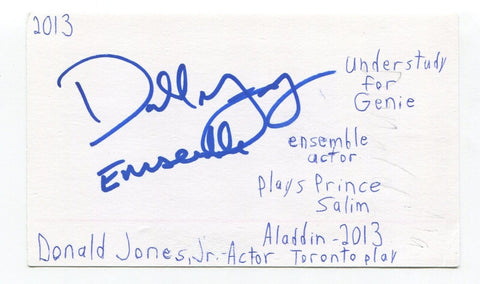 2013
Understudy
for
Genie
Ensemble
ensemble
actor
plays Prince
Salim
Aladdin-2013
Donald Jones, Jr.-Actor Toronto play